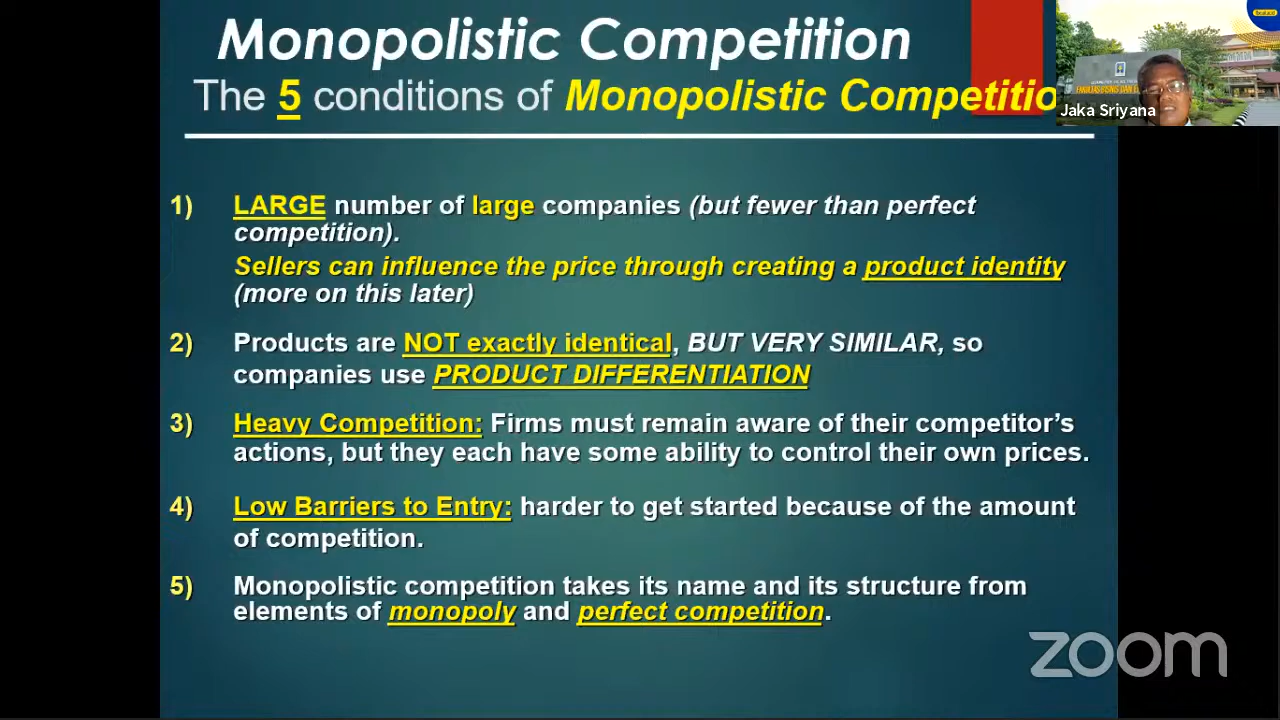 Monopolistic Competition
The 5 conditions of Monopolistic Competitio
Jaka Sriyana
1) LARGE number of large companies (but fewer than perfect
competition).
Sellers can influence the price through creating a product identity
(more on this later)
2) Products are NOT exactly identical, BUT VERY SIMILAR, so
companies use PRODUCT DIFFERENTIATION
3) Heavy Competition: Firms must remain aware of their competitor's
actions, but they each have some ability to control their own prices.
4) Low Barriers to Entry: harder to get started because of the amount
of competition.
5) Monopolistic competition takes its name and its structure from
elements of monopoly and perfect competition.
zoom